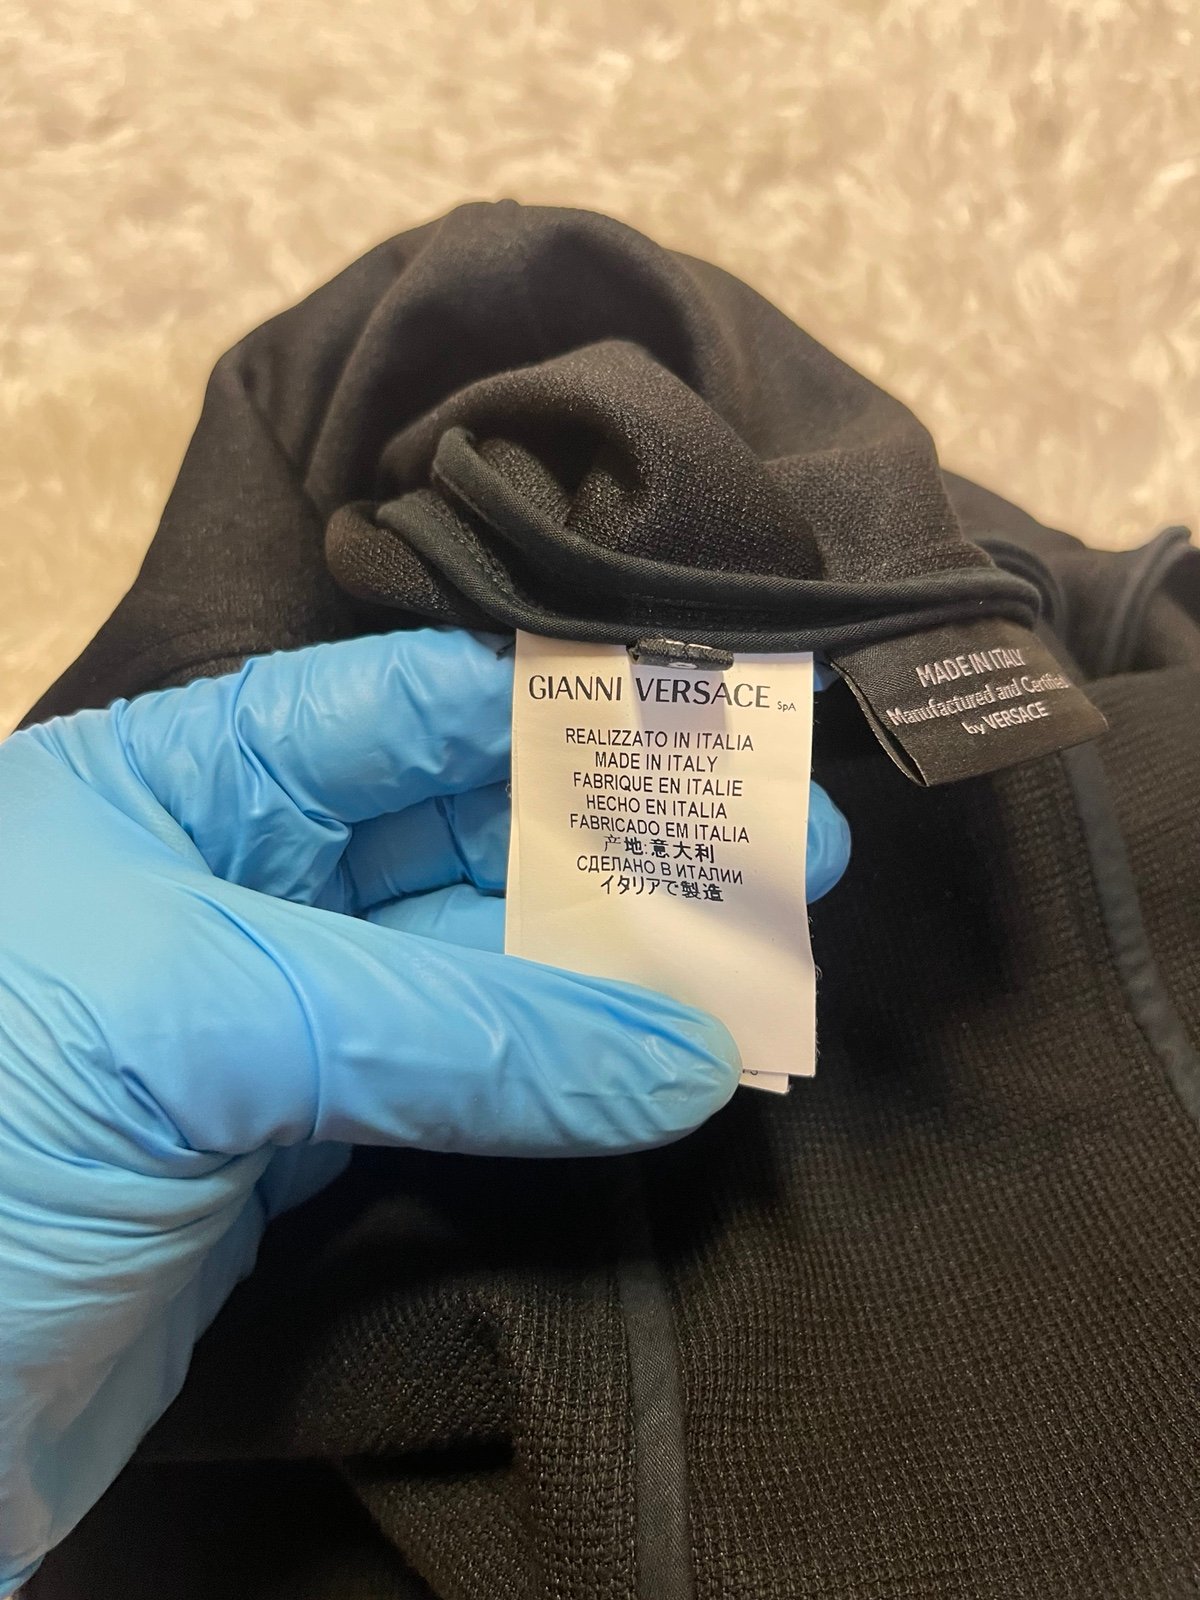 GIANNI VERSACE SpA
REALIZZATO IN ITALIA
MADE IN ITALY
FABRIQUE EN ITALIE
HECHO EN ITALIA
FABRICADO EM ITALIA
产地:意大利
СДЕЛАНО В ИТАЛИИ
イタリアで製造
MADE IN ITALY
Manufactured and Certified
by VERSACE